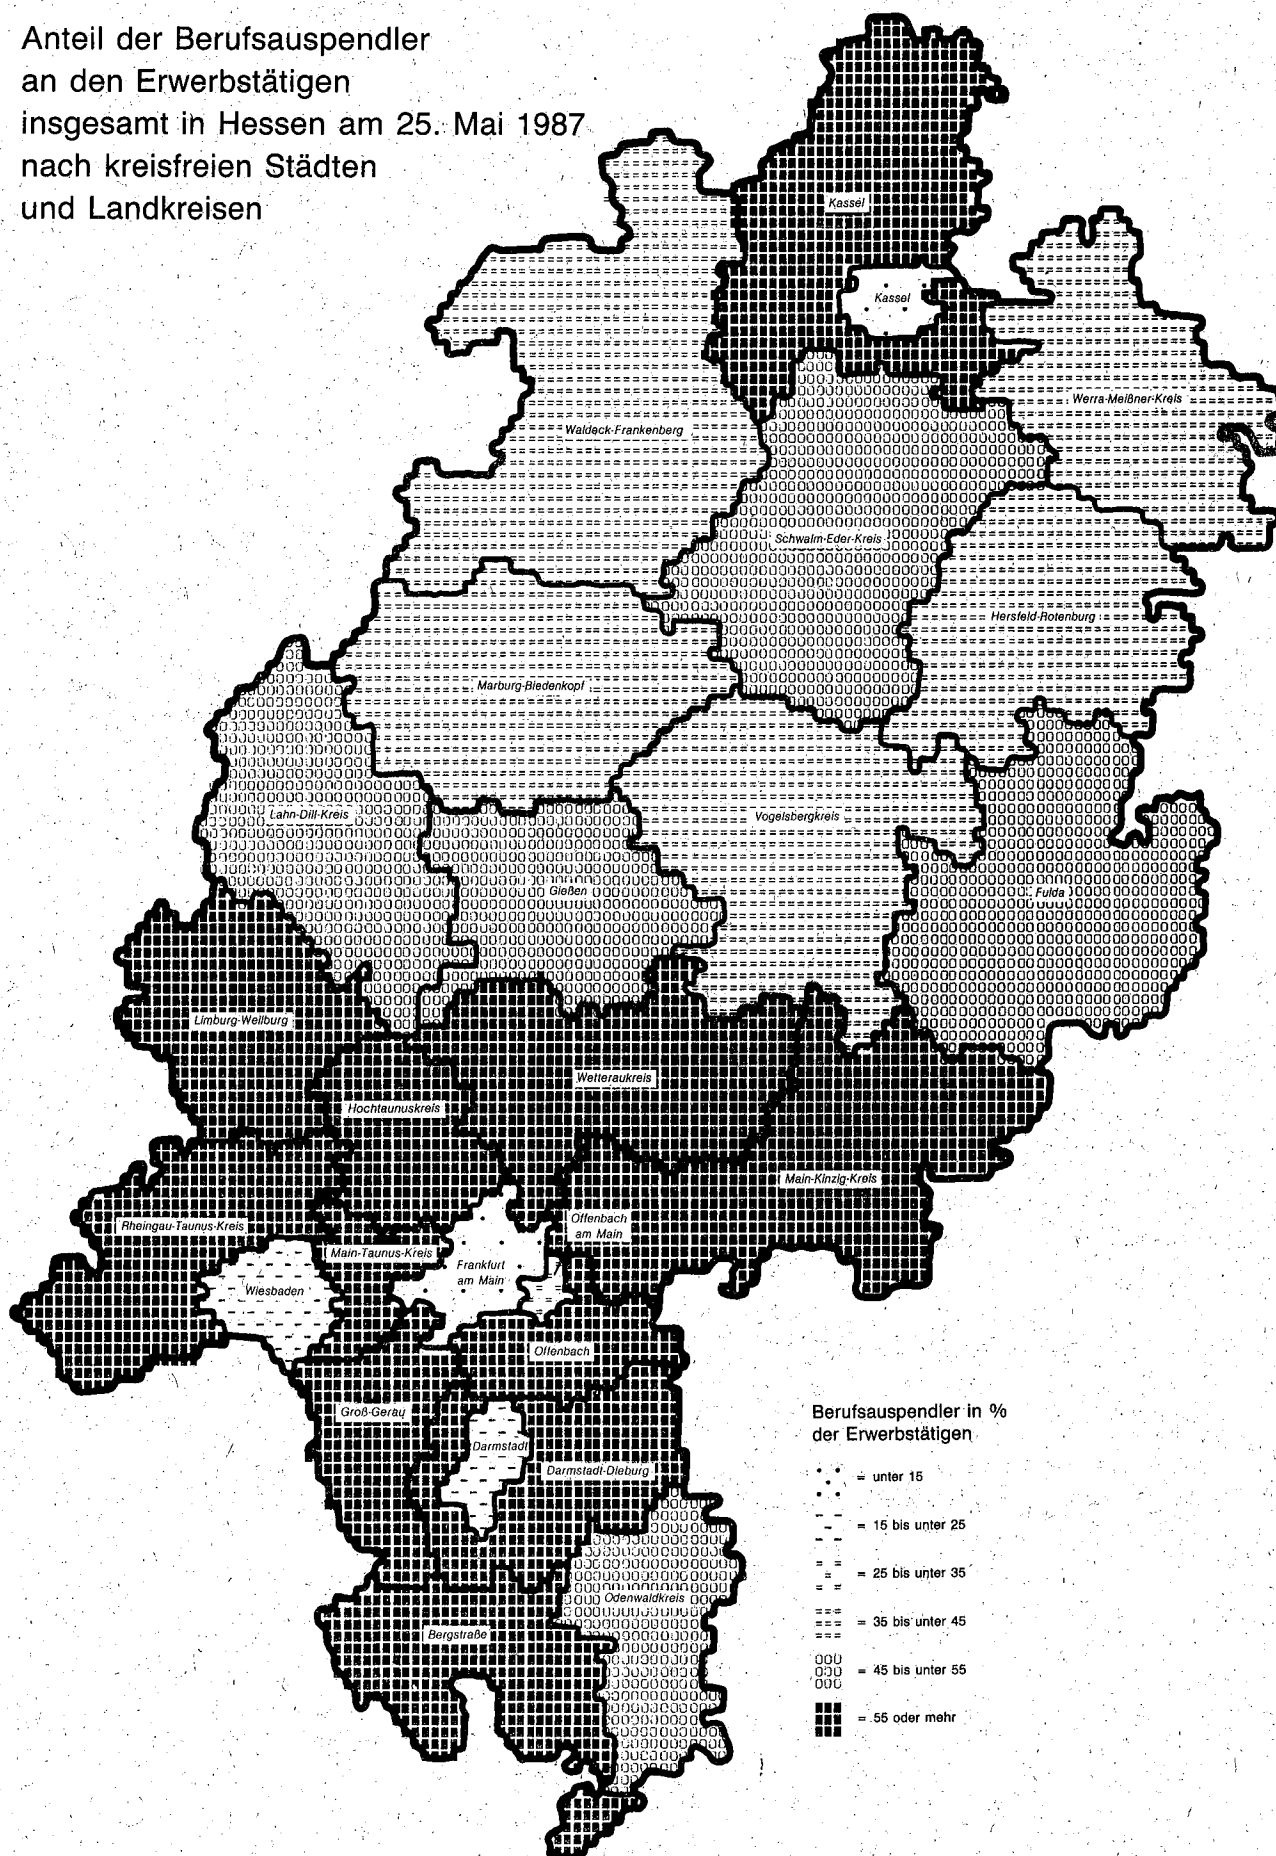 Anteil der Berufsauspendler
an den Erwerbstätigen
insgesamt in Hessen am 25. Mai 1987
nach kreisfreien Städten
und Landkreisen
Kassel
Kassel
Werra-Meißner-Kreis
Waldeck-Frankenberg
Schwalm-Eder-Kreis
Hersfeld-Rotenburg
Marburg-Biedenkopf
Lahn-Dill-Kreis
Vogelsbergkreis
Gießen
Fulda
Limburg-Weilburg
Wetteraukreis
Hochtaunuskreis
Main-Kinzig-Kreis
Rheingau-Taunus-Kreis
Offenbach
am Main
Main-Taunus-Kreis
Frankfurt
am Main
Wiesbaden
Offenbach
Groß-Gerau
Darmstadt
Darmstadt-Dieburg
Odenwaldkreis
Bergstraße
Berufsauspendler in %
der Erwerbstätigen
= unter 15
= 15 bis unter 25
= 25 bis unter 35
= 35 bis unter 45
= 45 bis unter 55
= 55 oder mehr